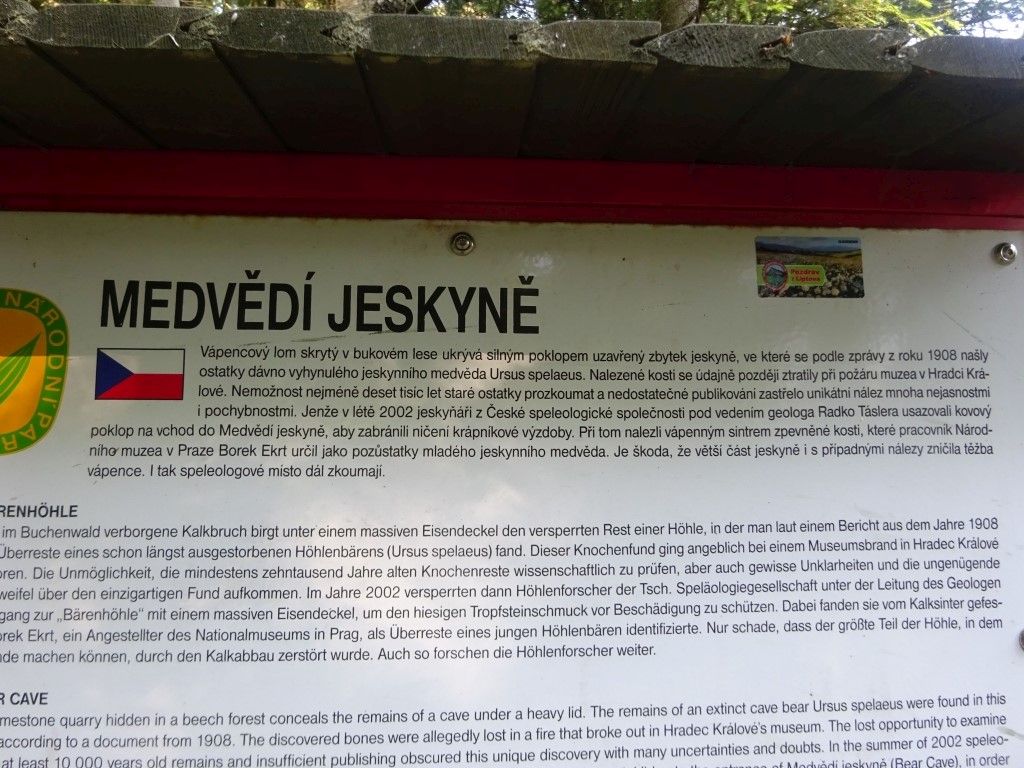 MEDVĚDÍ JESKYNĚ
NÁRODNÍ PAR
Pozdrav
z Liptova
Vápencový lom skrytý v bukovém lese ukrývá silným poklopem uzavřený zbytek jeskyně, ve které se podle zprávy z roku 1908 našly
ostatky dávno vyhynulého jeskynního medvěda Ursus spelaeus. Nalezené kosti se údajně později ztratily při požáru muzea v Hradci Krá-
lové. Nemožnost nejméně deset tisíc let staré ostatky prozkoumat a nedostatečné publikování zastřelo unikátní nález mnoha nejasnostmi
i pochybnostmi. Jenže v létě 2002 jeskyňáři z České speleologické společnosti pod vedením geologa Radko Táslera usazovali kovový
poklop na vchod do Medvědí jeskyně, aby zabránili ničení krápníkové výzdoby. Při tom nalezli vápenným sintrem zpevněné kosti, které pracovník Národ-
ního muzea v Praze Borek Ekrt určil jako pozůstatky mladého jeskynního medvěda. Je škoda, že větší část jeskyně i s případnými nálezy zničila těžba
vápence. I tak speleologové místo dál zkoumají.
RENHÖHLE
im Buchenwald verborgene Kalkbruch birgt unter einem massiven Eisendeckel den versperrten Rest einer Höhle, in der man laut einem Bericht aus dem Jahre 1908
Überreste eines schon längst ausgestorbenen Höhlenbärens (Ursus spelaeus) fand. Dieser Knochenfund ging angeblich bei einem Museumsbrand in Hradec Králové
oren. Die Unmöglichkeit, die mindestens zehntausend Jahre alten Knochenreste wissenschaftlich zu prüfen, aber auch gewisse Unklarheiten und die ungenügende
weifel über den einzigartigen Fund aufkommen. Im Jahre 2002 versperrten dann Höhlenforscher der Tsch. Speläologiegesellschaft unter der Leitung des Geologen
gang zur „Bärenhöhle“ mit einem massiven Eisendeckel, um den hiesigen Tropfsteinschmuck vor Beschädigung zu schützen. Dabei fanden sie vom Kalksinter gefes-
orek Ekrt, ein Angestellter des Nationalmuseums in Prag, als Überreste eines jungen Höhlenbären identifizierte. Nur schade, dass der größte Teil der Höhle, in dem
nde machen können, durch den Kalkabbau zerstört wurde. Auch so forschen die Höhlenforscher weiter.
R CAVE
mestone quarry hidden in a beech forest conceals the remains of a cave under a heavy lid. The remains of an extinct cave bear Ursus spelaeus were found in this
according to a document from 1908. The discovered bones were allegedly lost in a fire that broke out in Hradec Králové's museum. The lost opportunity to examine
at least 10 000 years old remains and insufficient publishing obscured this unique discovery with many uncertainties and doubts. In the summer of 2002 speleo-
the entrance of Medvědí jeskyně (Bear Cave), in order